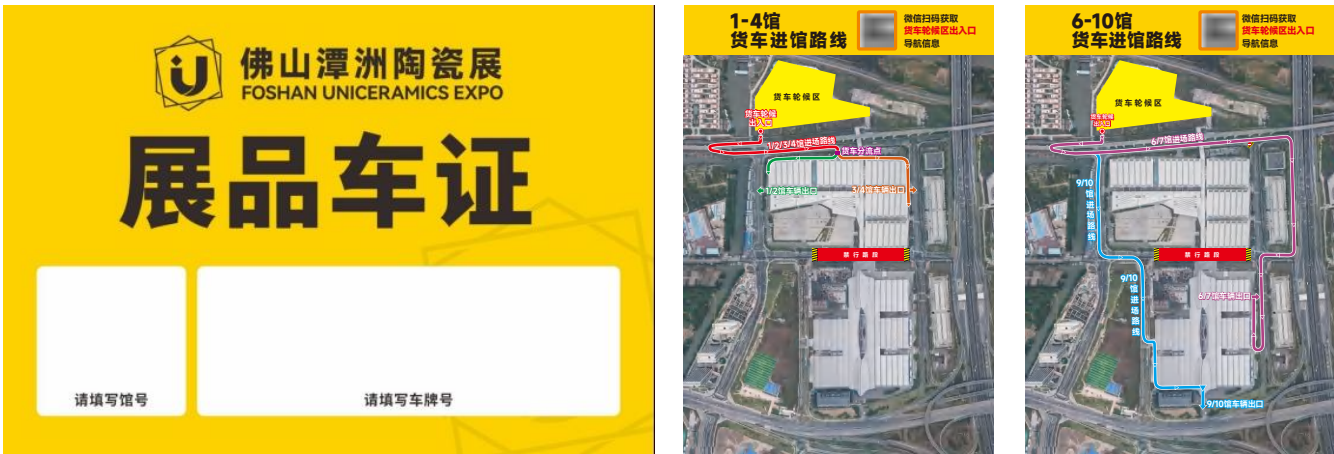 佛山潭洲陶瓷展
FOSHAN UNICERAMICS EXPO
展品车证
请填写馆号
请填写车牌号
1-4馆
货车进馆路线
微信扫码获取
货车轮候区出入口
导航信息
货车轮候区
货车轮候
出入口
1/2/3/4馆进场路线
货车分流点
1/2馆车辆出口
3/4馆车辆出口
禁行路段
6-10馆
货车进馆路线
微信扫码获取
货车轮候区出入口
导航信息
货车轮候区
货车轮候
出入口
6/7馆进场路线
9/10馆进场路线
禁行路段
9/10馆进场路线
6/7馆车辆出口
9/10馆车辆出口